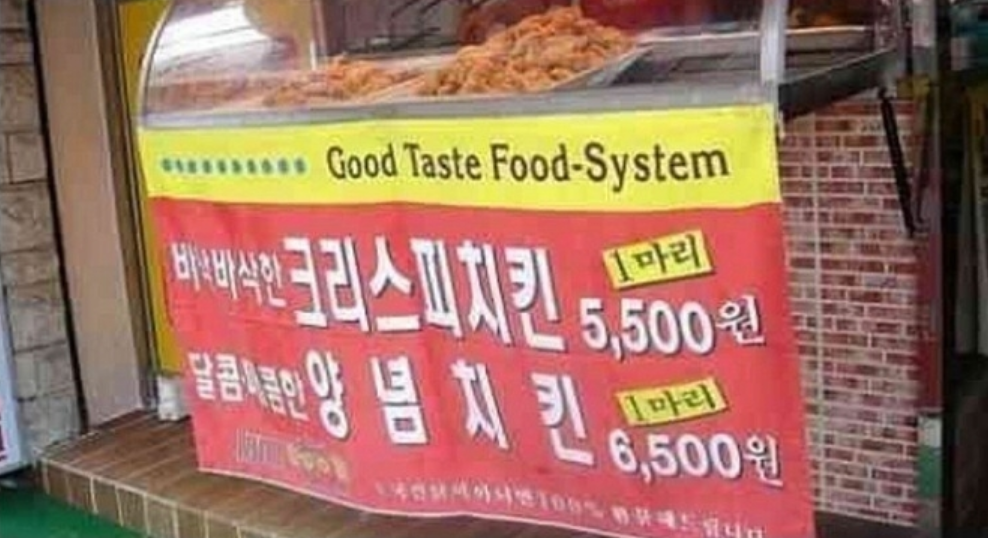 Good Taste Food-System
바삭바삭한 크리스피치킨 1마리 5,500원
달콤매콤한 양념치킨 1마리 6,500원